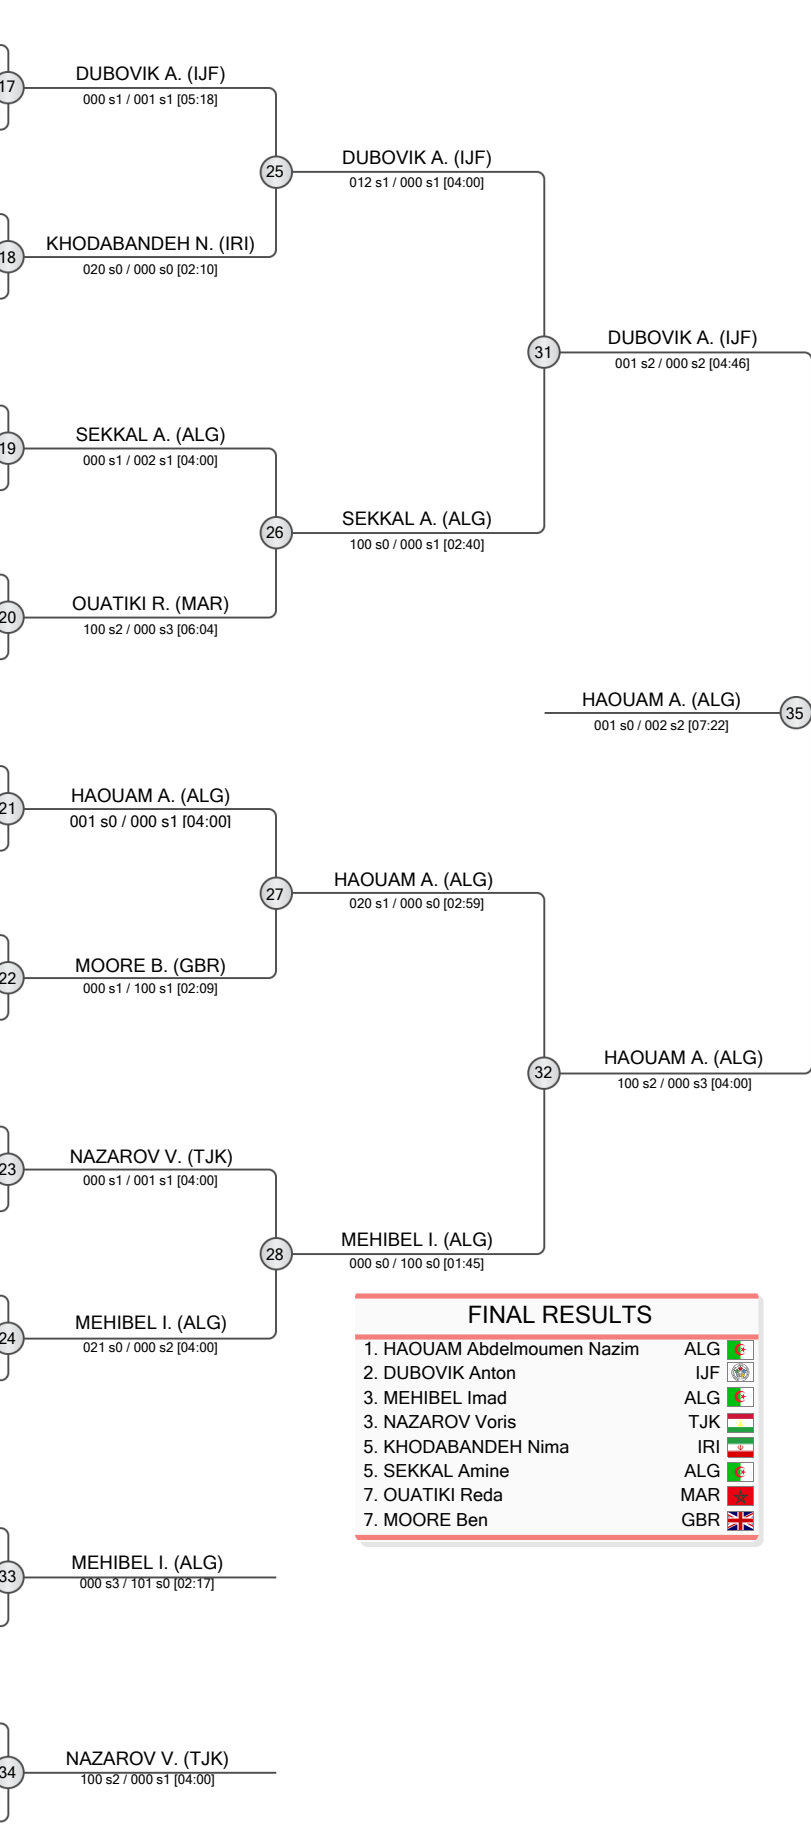 17
DUBOVIK A. (IJF)
000 s1 / 001 s1 [05:18]
25
DUBOVIK A. (IJF)
012 s1 / 000 s1 [04:00]
18
KHODABANDEH N. (IRI)
020 s0 / 000 s0 [02:10]
31
DUBOVIK A. (IJF)
001 s2 / 000 s2 [04:46]
19
SEKKAL A. (ALG)
000 s1 / 002 s1 [04:00]
26
SEKKAL A. (ALG)
100 s0 / 000 s1 [02:40]
20
OUATIKI R. (MAR)
100 s2 / 000 s3 [06:04]
HAOUAM A. (ALG)
35
001 s0 / 002 s2 [07:22]
21
HAOUAM A. (ALG)
001 s0 / 000 s1 [04:00]
27
HAOUAM A. (ALG)
020 s1 / 000 s0 [02:59]
22
MOORE B. (GBR)
000 s1 / 100 s1 [02:09]
32
HAOUAM A. (ALG)
100 s2 / 000 s3 [04:00]
23
NAZAROV V. (TJK)
000 s1 / 001 s1 [04:00]
28
MEHIBEL I. (ALG)
000 s0 / 100 s0 [01:45]
24
MEHIBEL I. (ALG)
021 s0 / 000 s2 [04:00]
FINAL RESULTS
1. HAOUAM Abdelmoumen Nazim ALG
2. DUBOVIK Anton IJF
3. MEHIBEL Imad ALG
3. NAZAROV Voris TJK
5. KHODABANDEH Nima IRI
5. SEKKAL Amine ALG
7. OUATIKI Reda MAR
7. MOORE Ben GBR
33
MEHIBEL I. (ALG)
000 s3 / 101 s0 [02:17]
34
NAZAROV V. (TJK)
100 s2 / 000 s1 [04:00]